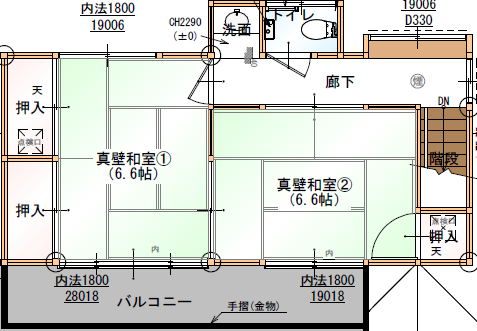 内法1800
19006
CH2290
(±0)
洗面
トイレ
19006
D330
天
押入
点検口
廊下
煙
DN
真壁和室①
(6.6帖)
階段
真壁和室②
(6.6帖)
押入
点検口
押入
天
内
内
内法1800
28018
バルコニー
手摺(金物)
内法1800
19018